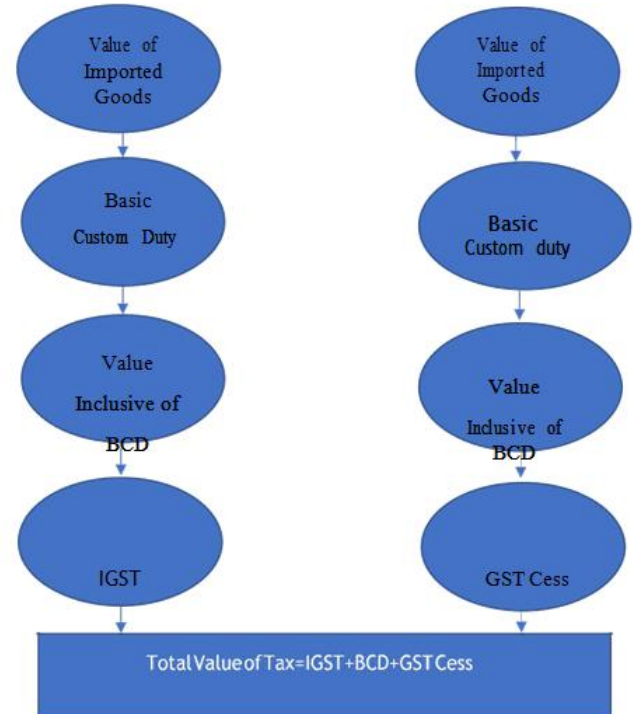 Value of
Imported
Goods
Basic
Custom Duty
Value
Inclusive of
BCD
IGST
Value of
Imported
Goods
Basic
Custom duty
Value
Inclusive of
BCD
GST Cess
Total Value of Tax=IGST+BCD+GST Cess